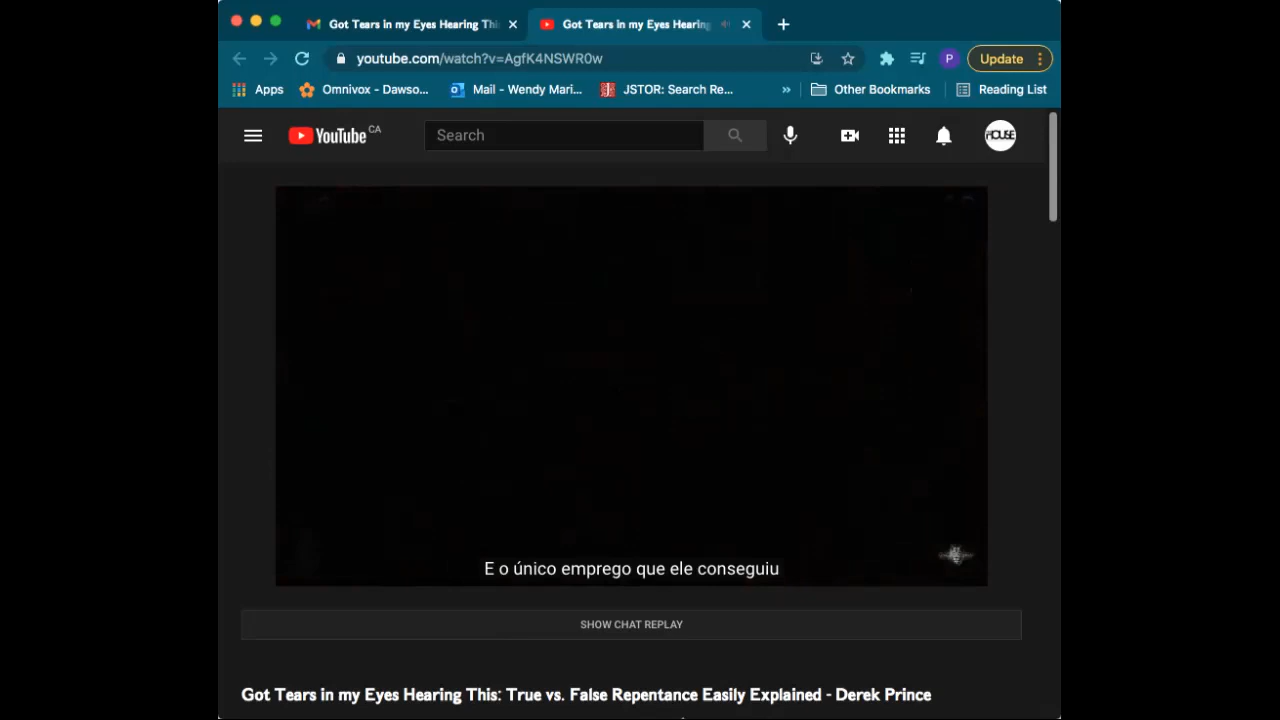 Got Tears in my Eyes Hearing Thi
Got Tears in my Eyes Hearing
youtube.com/watch?v=AgfK4NSWR0w
P
Update
Apps
Omnivox - Dawso...
Mail - Wendy Mari...
JSTOR: Search Re...
»
Other Bookmarks
Reading List
YouTube CA
Search
HOUSE
E o único emprego que ele conseguiu
SHOW CHAT REPLAY
Got Tears in my Eyes Hearing This: True vs. False Repentance Easily Explained - Derek Prince